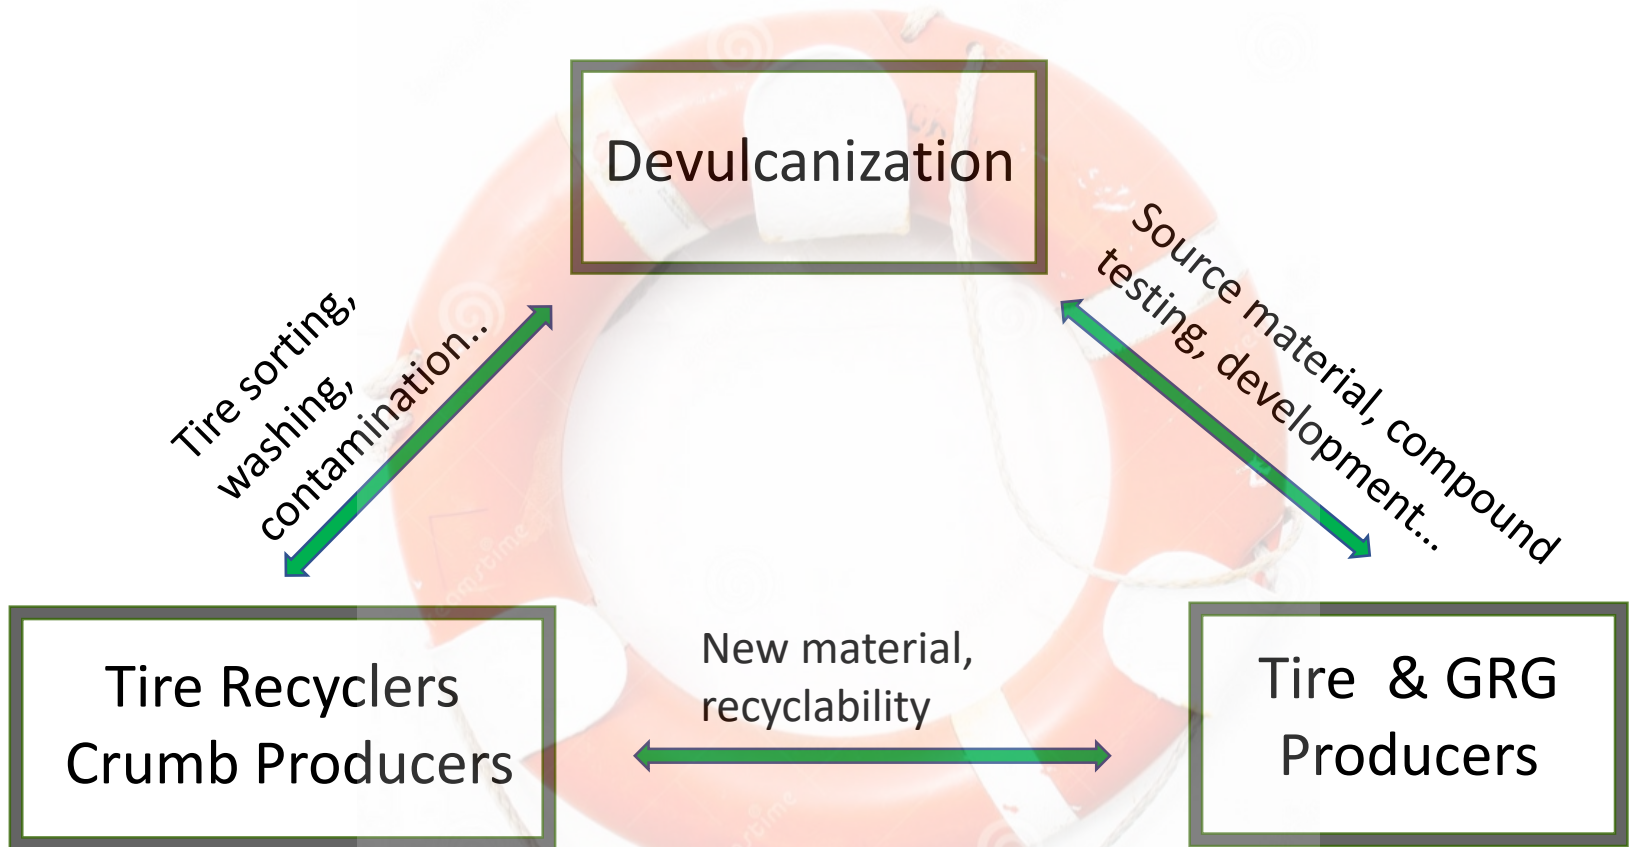 Devulcanization
Tire sorting,
washing,
contamination...
Source material, compound
testing, development...
Tire Recyclers
Crumb Producers
New material,
recyclability
Tire & GRG
Producers